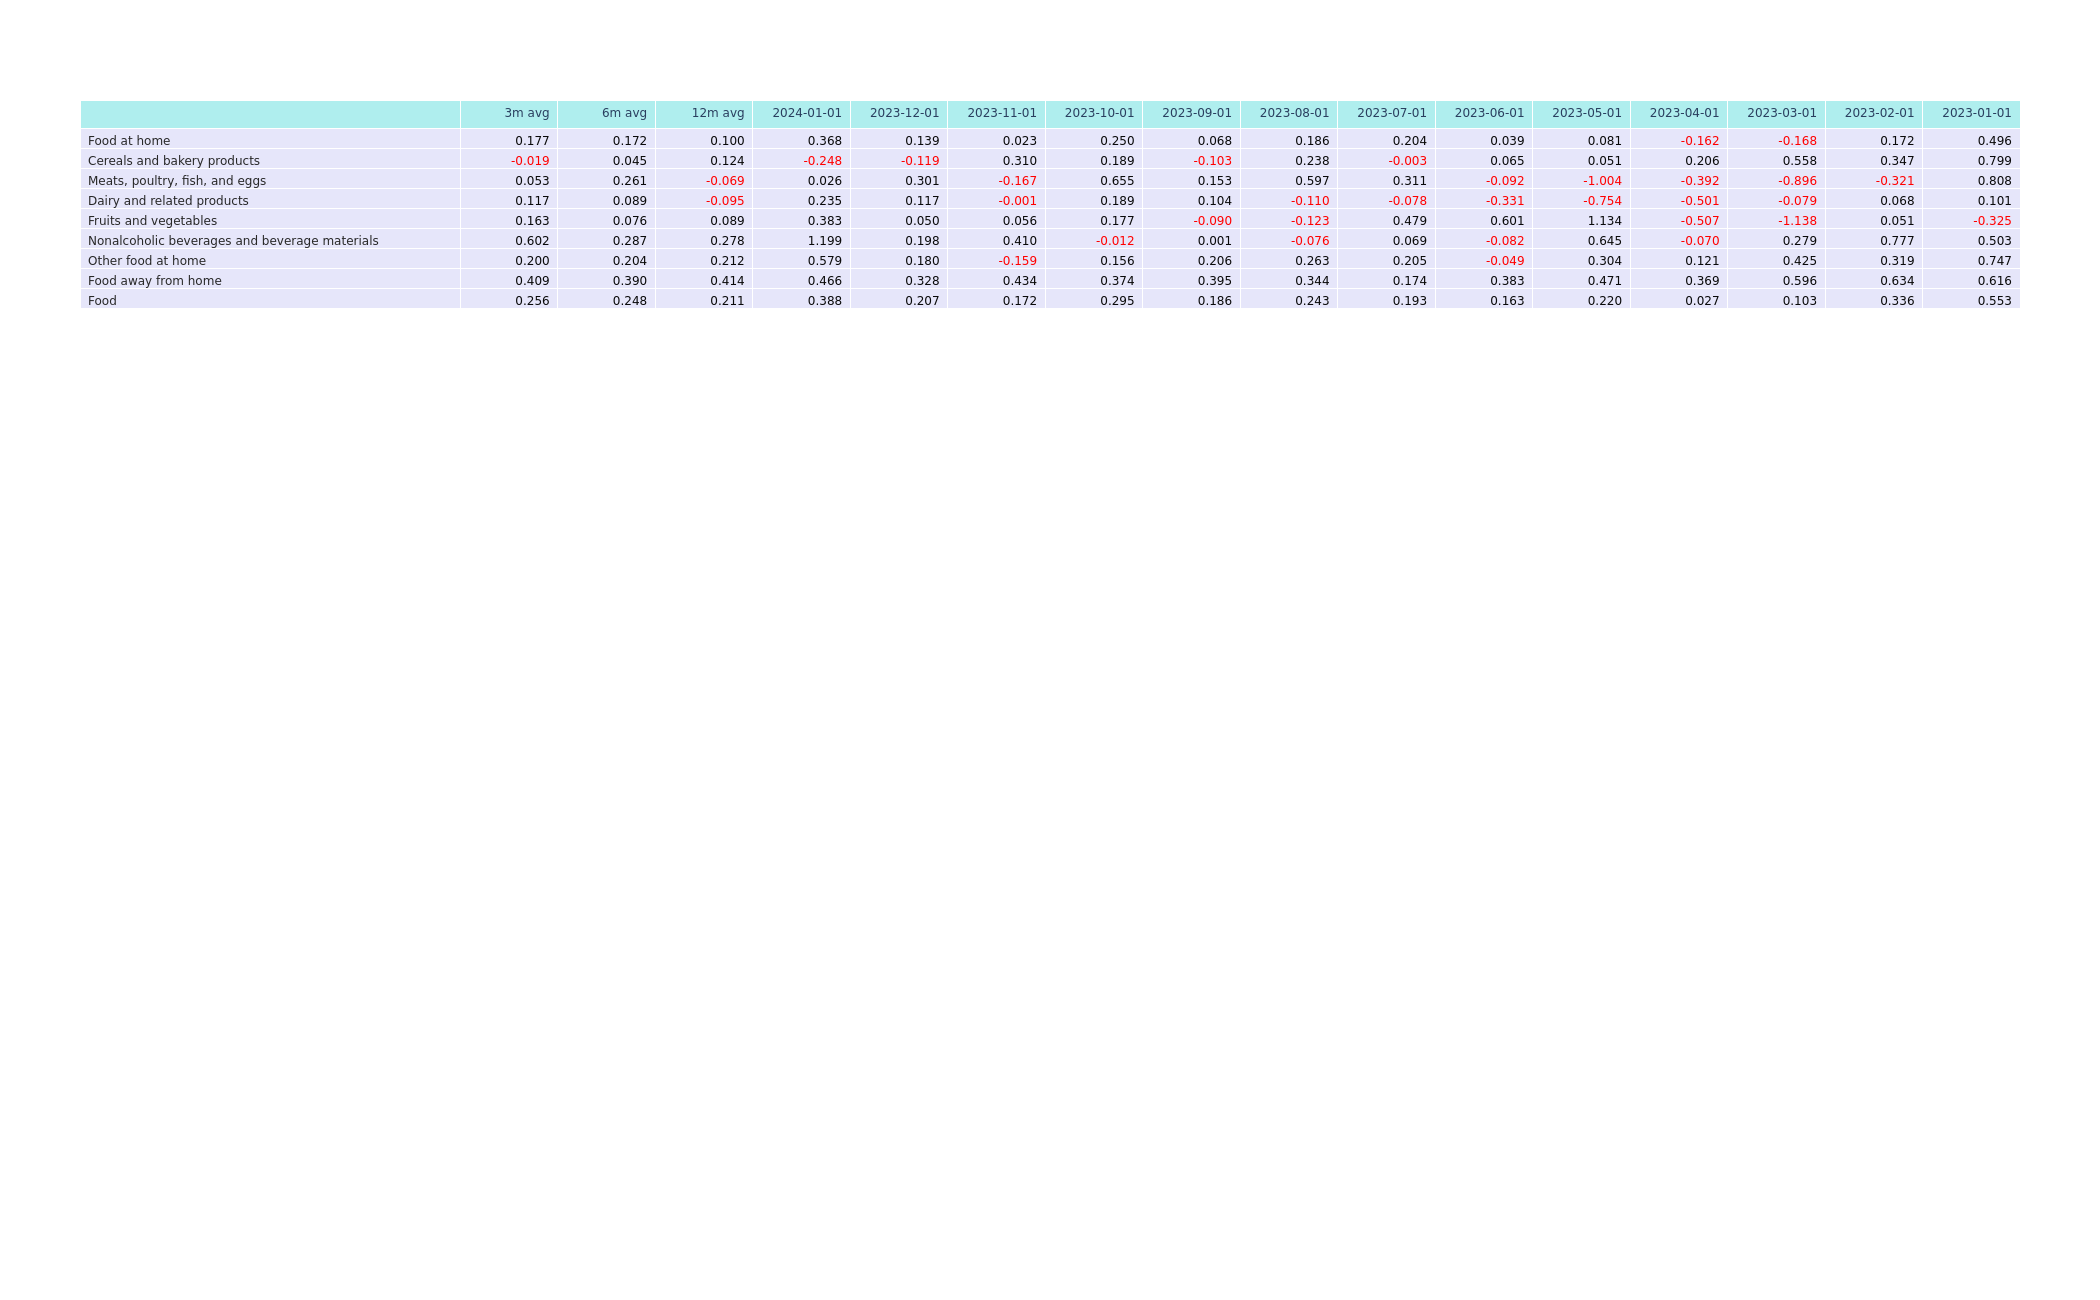 3m avg 6m avg 12m avg 2024-01-01 2023-12-01 2023-11-01 2023-10-01 2023-09-01 2023-08-01 2023-07-01 2023-06-01 2023-05-01 2023-04-01 2023-03-01 2023-02-01 2023-01-01
Food at home 0.177 0.172 0.100 0.368 0.139 0.023 0.250 0.068 0.186 0.204 0.039 0.081 -0.162 -0.168 0.172 0.496
Cereals and bakery products -0.019 0.045 0.124 -0.248 -0.119 0.310 0.189 -0.103 0.238 -0.003 0.065 0.051 0.206 0.558 0.347 0.799
Meats, poultry, fish, and eggs 0.053 0.261 -0.069 0.026 0.301 -0.167 0.655 0.153 0.597 0.311 -0.092 -1.004 -0.392 -0.896 -0.321 0.808
Dairy and related products 0.117 0.089 -0.095 0.235 0.117 -0.001 0.189 0.104 -0.110 -0.078 -0.331 -0.754 -0.501 -0.079 0.068 0.101
Fruits and vegetables 0.163 0.076 0.089 0.383 0.050 0.056 0.177 -0.090 -0.123 0.479 0.601 1.134 -0.507 -1.138 0.051 -0.325
Nonalcoholic beverages and beverage materials 0.602 0.287 0.278 1.199 0.198 0.410 -0.012 0.001 -0.076 0.069 -0.082 0.645 -0.070 0.279 0.777 0.503
Other food at home 0.200 0.204 0.212 0.579 0.180 -0.159 0.156 0.206 0.263 0.205 -0.049 0.304 0.121 0.425 0.319 0.747
Food away from home 0.409 0.390 0.414 0.466 0.328 0.434 0.374 0.395 0.344 0.174 0.383 0.471 0.369 0.596 0.634 0.616
Food 0.256 0.248 0.211 0.388 0.207 0.172 0.295 0.186 0.243 0.193 0.163 0.220 0.027 0.103 0.336 0.553